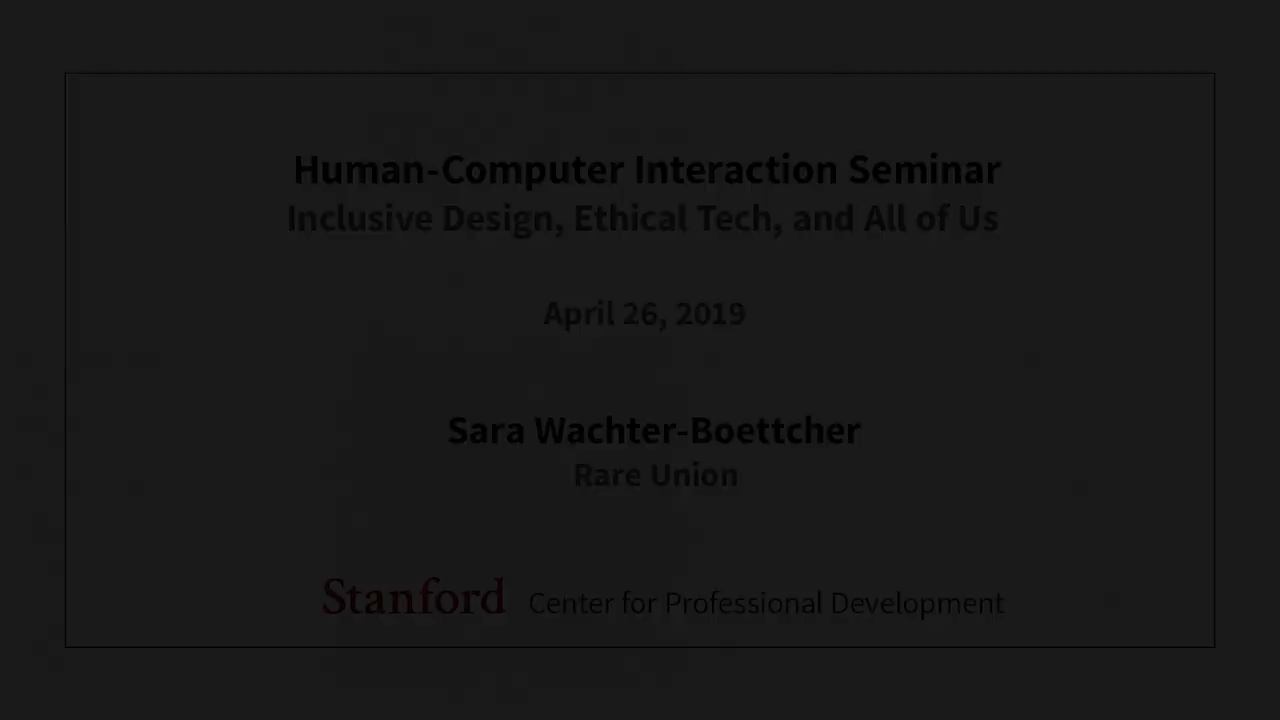 Human-Computer Interaction Seminar
Inclusive Design, Ethical Tech, and All of Us
April 26, 2019
Sara Wachter-Boettcher
Rare Union
Stanford Center for Professional Development